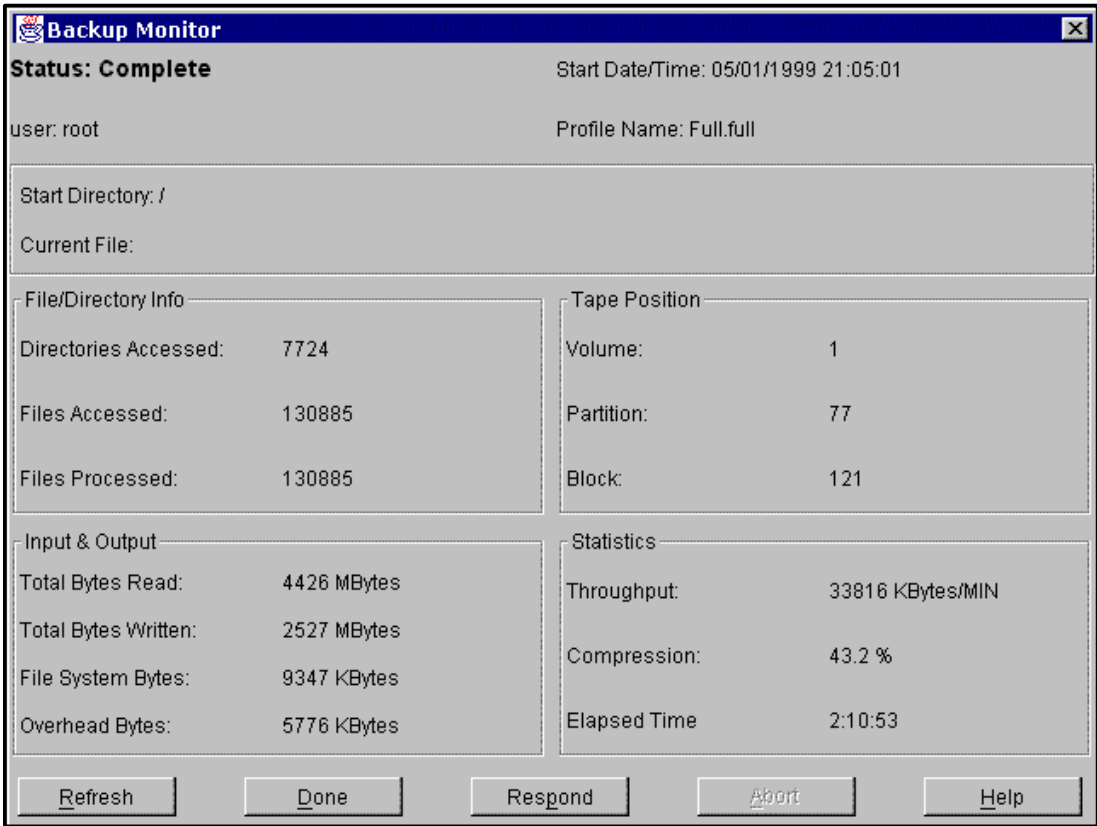 Backup Monitor
Status: Complete
Start Date/Time: 05/01/1999 21:05:01
user: root
Profile Name: Full.full
Start Directory: /
Current File:
File/Directory Info
Directories Accessed: 7724
Files Accessed: 130885
Files Processed: 130885
Tape Position
Volume: 1
Partition: 77
Block: 121
Input & Output
Total Bytes Read: 4426 MBytes
Total Bytes Written: 2527 MBytes
File System Bytes: 9347 KBytes
Overhead Bytes: 5776 KBytes
Statistics
Throughput: 33816 KBytes/MIN
Compression: 43.2 %
Elapsed Time 2:10:53
Refresh
Done
Respond
Abort
Help